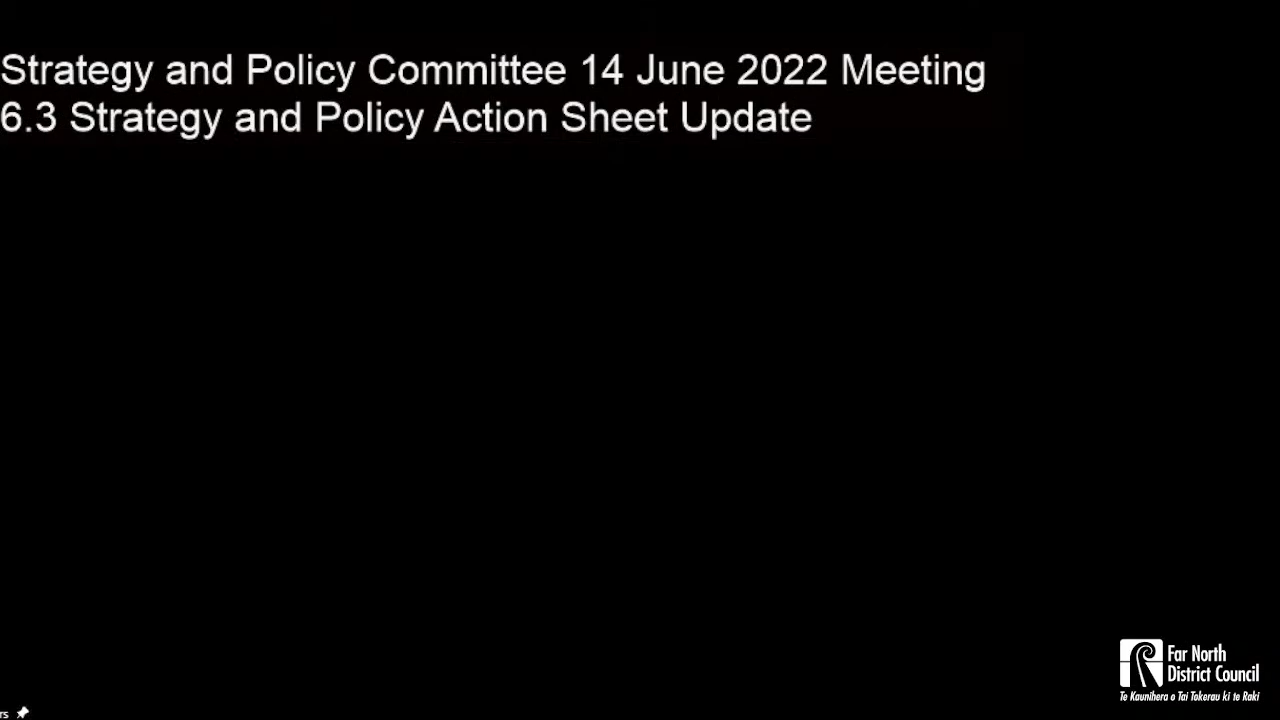 Strategy and Policy Committee 14 June 2022 Meeting
6.3 Strategy and Policy Action Sheet Update
Far North
District Council
Te Kaunihera o Tai Tokerau ki te Raki
rs